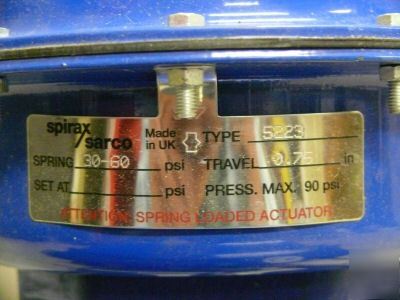 spirax sarco Made in UK TYPE 5223
SPRING 30-60 psi TRAVEL 0.75 in
SET AT psi PRESS. MAX. 90 psi
ATTENTION-SPRING LOADED ACTUATOR